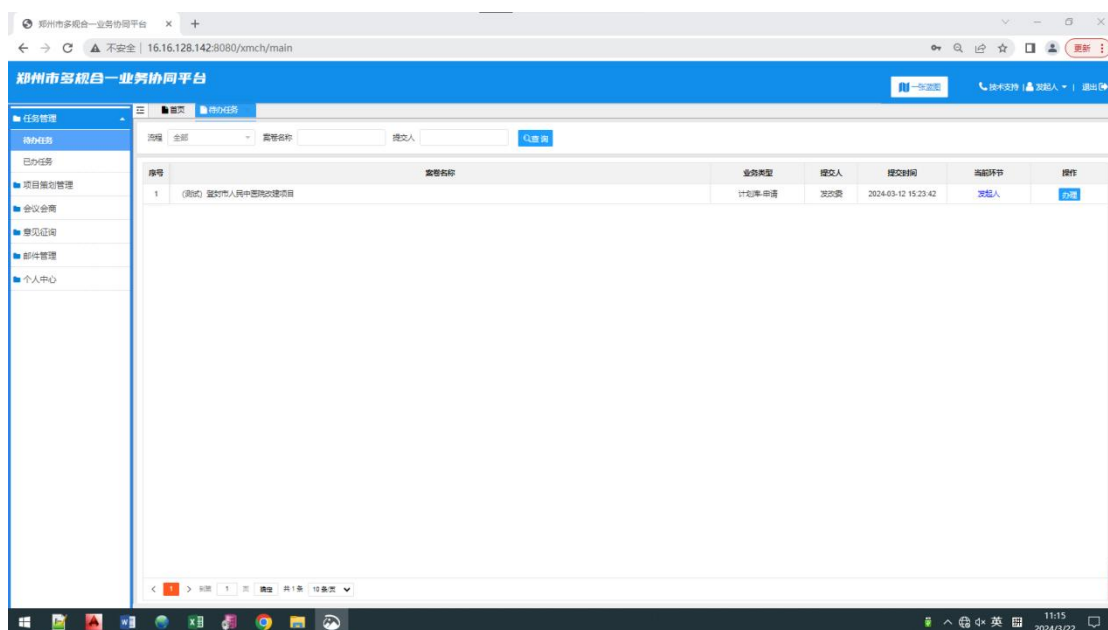 郑州市多规合一业务协同平台 × +
不安全 | 16.16.128.142:8080/xmch/main 更新
郑州市多规合一业务协同平台
一张蓝图 技术支持 | 发起人 | 退出
任务管理 首页 待办任务
待办任务 流程 全部 案卷名称 提交人 查询
已办任务
序号 案卷名称 业务类型 提交人 提交时间 当前环节 操作
项目策划管理
1 (测试) 登封市人民中医院改建项目 计划库-申请 发改委 2024-03-12 15:23:42 发起人 办理
会议会商
意见征询
邮件管理
个人中心
< 1 > 到第 1 页 确定 共1条 10条/页
英 拼 11:15
2024/3/22